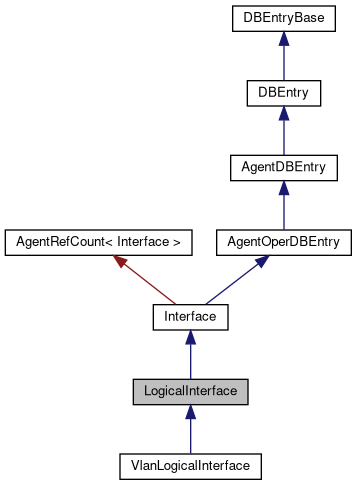 DBEntryBase
DBEntry
AgentDBEntry
AgentRefCount< Interface >
AgentOperDBEntry
Interface
LogicalInterface
VlanLogicalInterface